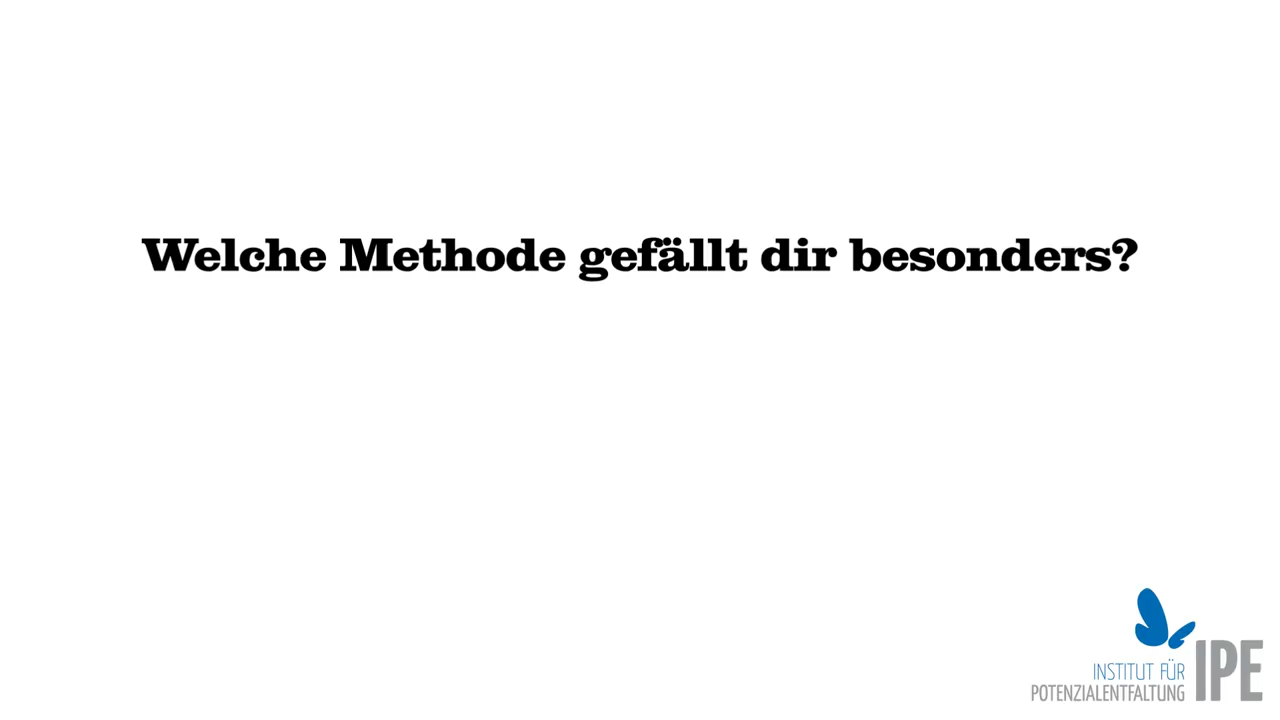 Welche Methode gefällt dir besonders?
INSTITUT FÜR
POTENZIALENTFALTUNG
IPE